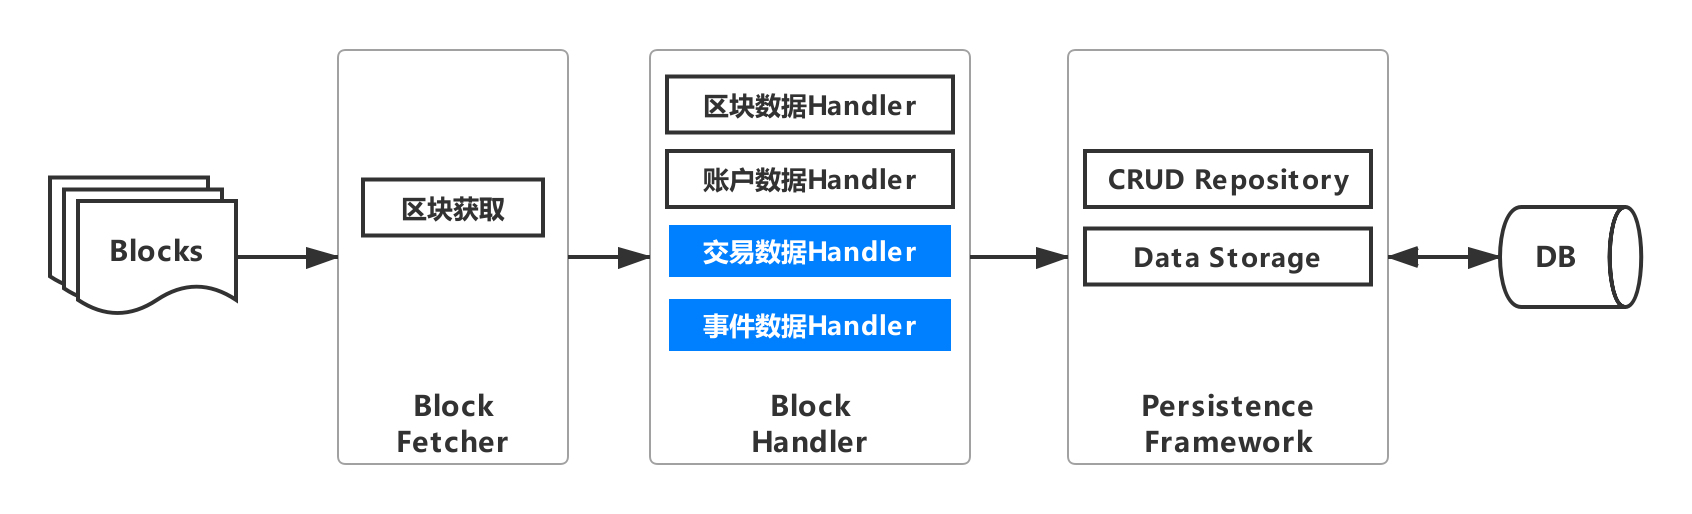 Blocks
区块获取
Block
Fetcher
区块数据Handler
账户数据Handler
交易数据Handler
事件数据Handler
Block
Handler
CRUD Repository
Data Storage
Persistence
Framework
DB